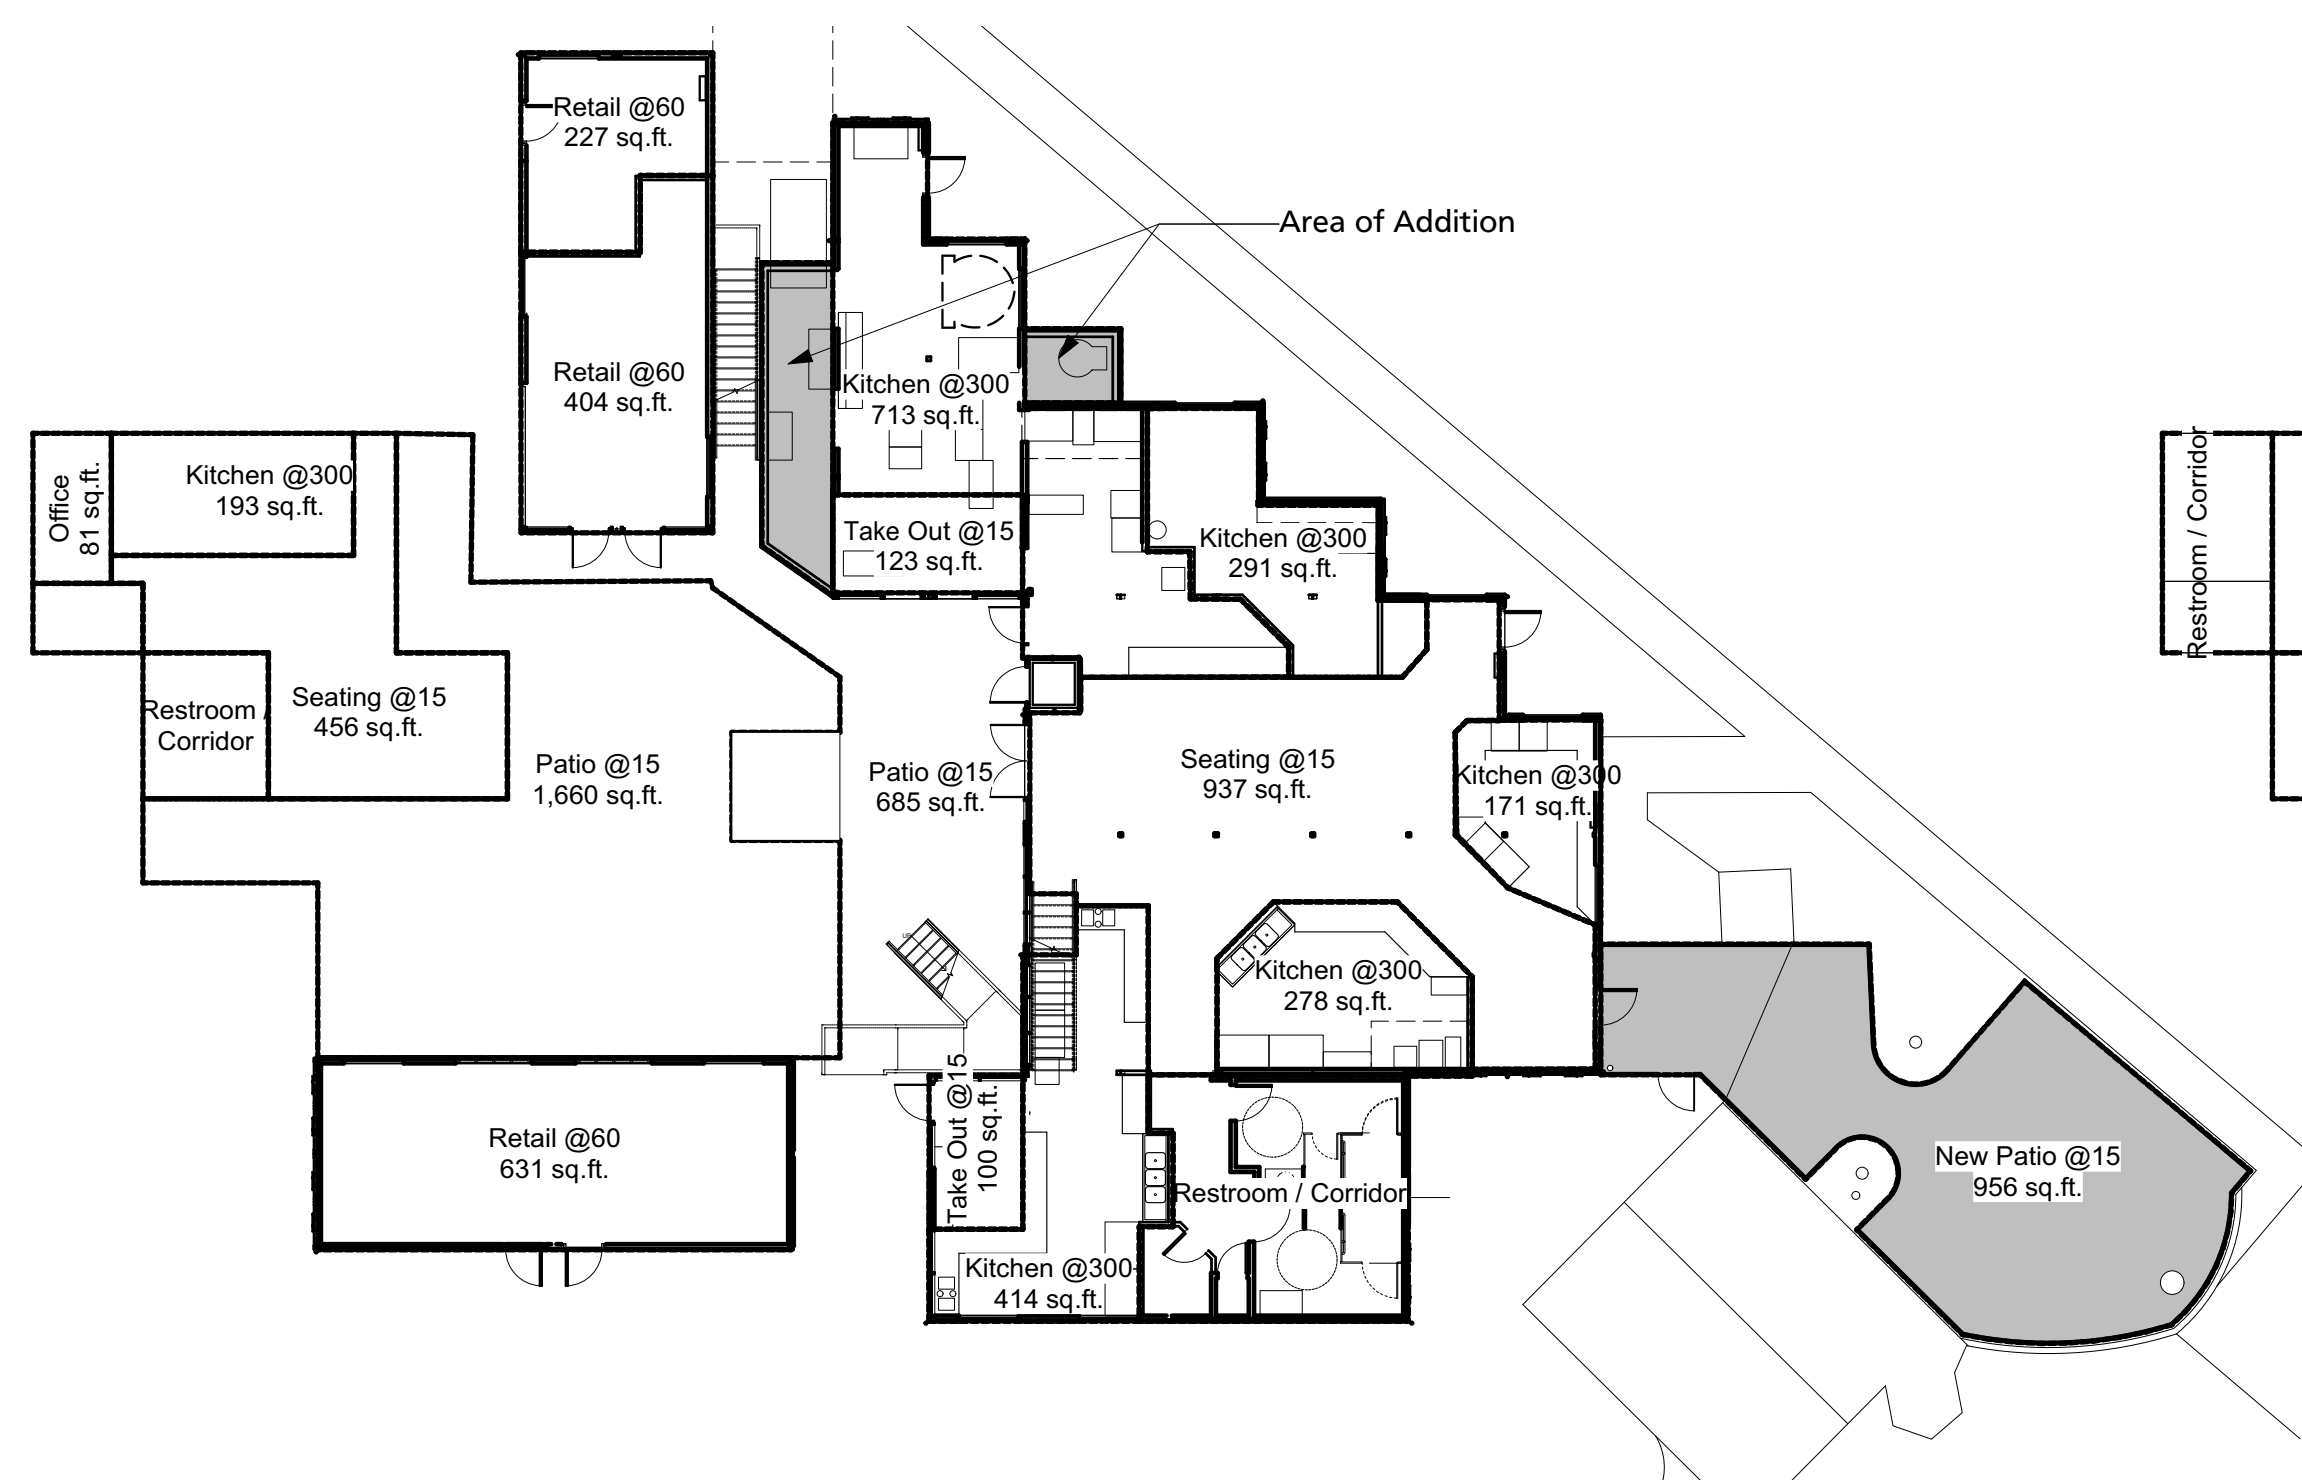 Retail @60
227 sq.ft.
Area of Addition
Retail @60
404 sq.ft.
Kitchen @300
713 sq.ft.
Office
81 sq.ft.
Kitchen @300
193 sq.ft.
Take Out @15
123 sq.ft.
Kitchen @300
291 sq.ft.
Restroom / Corridor
Restroom /
Corridor
Seating @15
456 sq.ft.
Patio @15
1,660 sq.ft.
Patio @15
685 sq.ft.
Seating @15
937 sq.ft.
Kitchen @300
171 sq.ft.
UP
Kitchen @300
278 sq.ft.
Retail @60
631 sq.ft.
Take Out @15
100 sq.ft.
Restroom / Corridor
New Patio @15
956 sq.ft.
Kitchen @300
414 sq.ft.